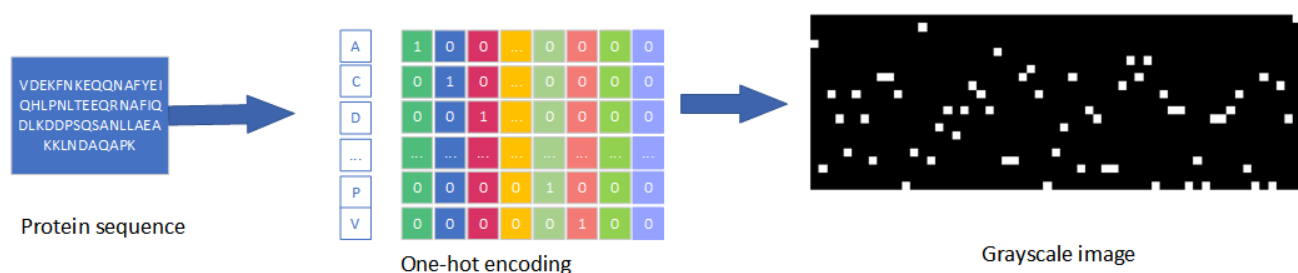 VDEKFNKEQQNAFYEI
QHLPNLTEEQRNAFIQ
DLKDDPSQSANLLAEA
KKLNDAQAPK
Protein sequence
A 1 0 0 ... 0 0 0 0
C 0 1 0 ... 0 0 0 0
D 0 0 1 ... 0 0 0 0
... ... ... ... ... ... ... ... ...
P 0 0 0 0 1 0 0 0
V 0 0 0 0 0 1 0 0
One-hot encoding
Grayscale image